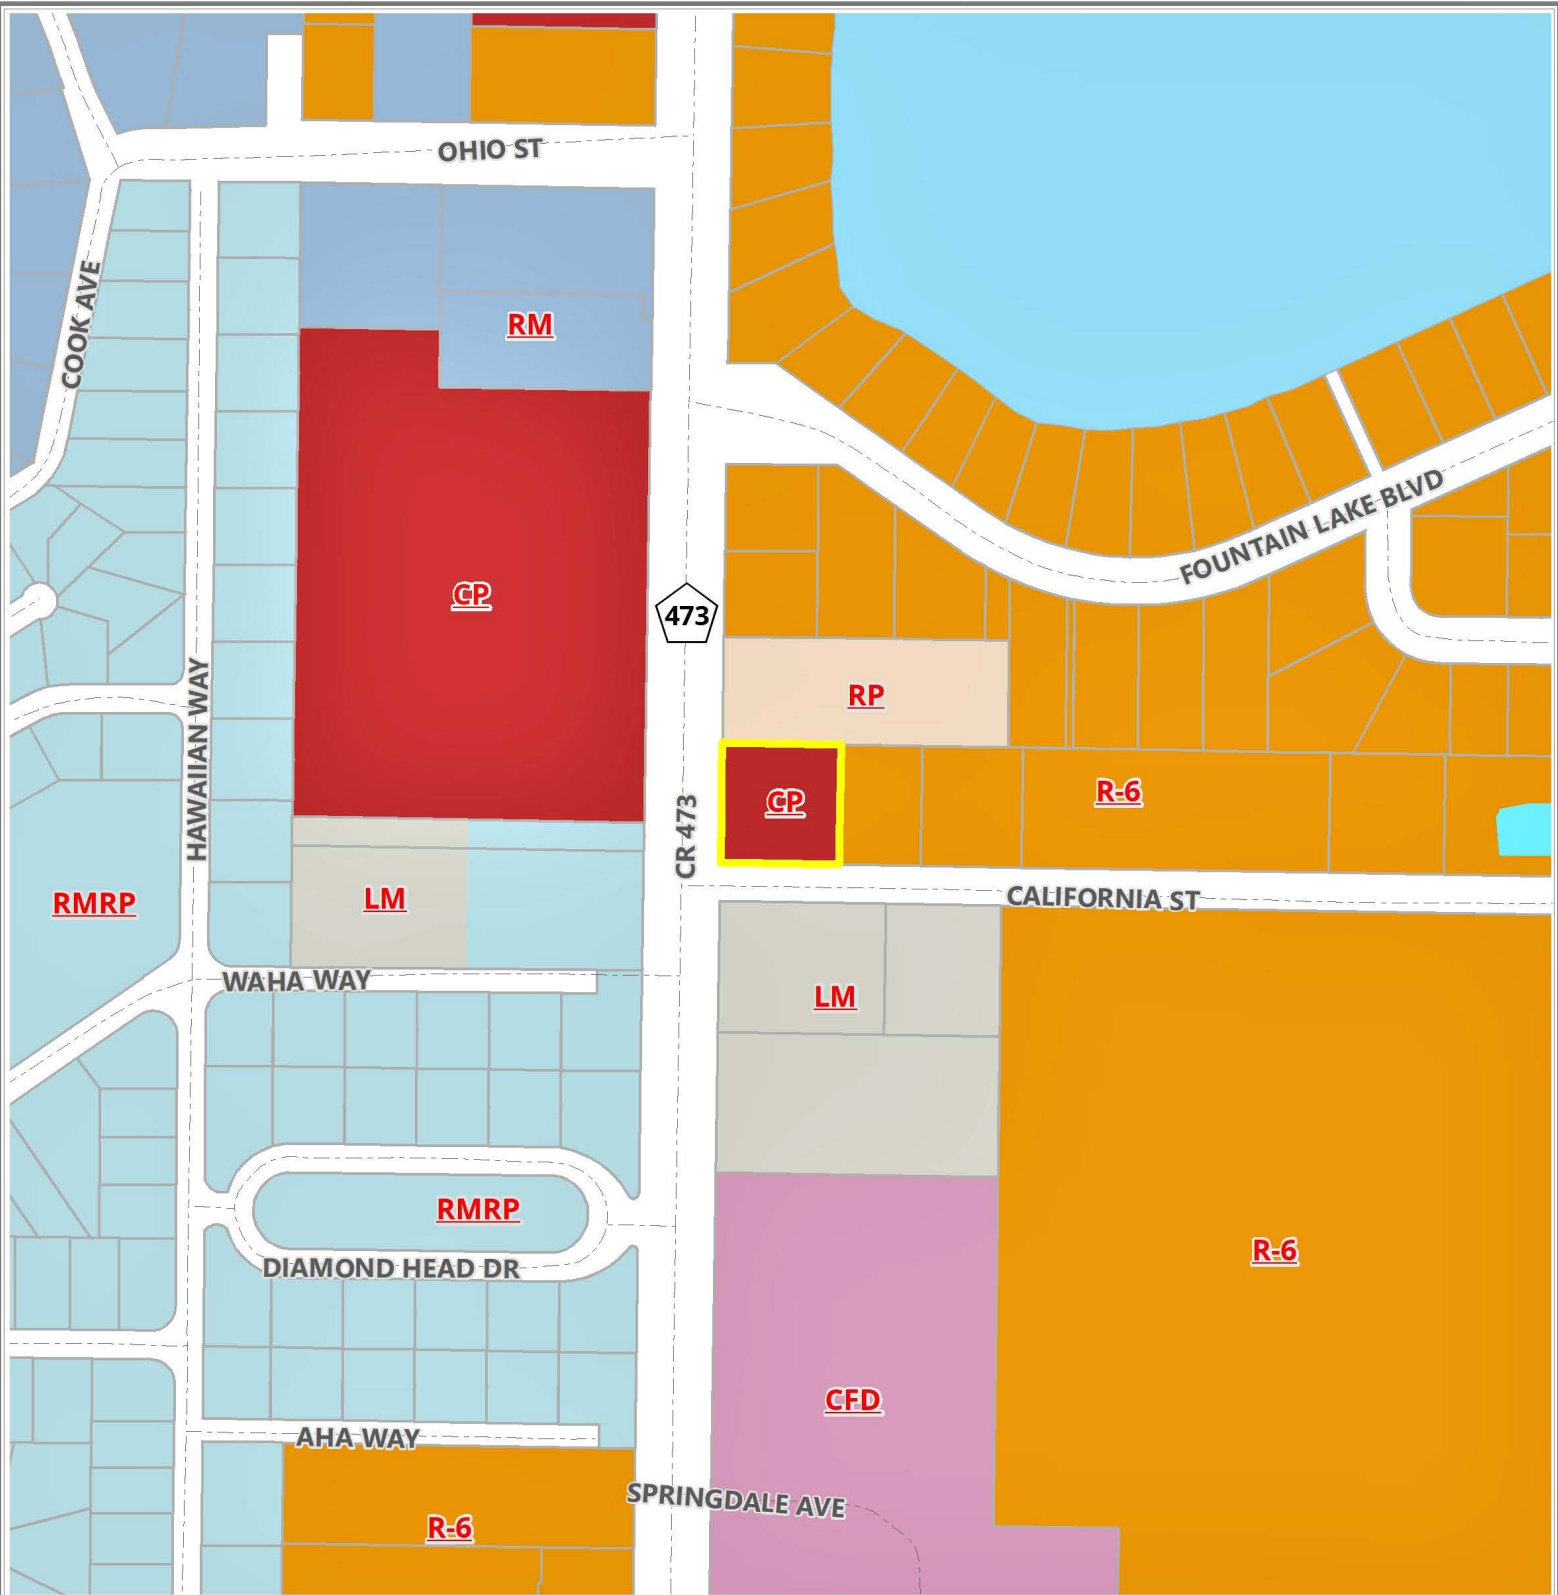 OHIO ST
COOK AVE
RM
FOUNTAIN LAKE BLVD
CP
473
RP
HAWAIIAN WAY
CP
R-6
CR 473
RMRP
LM
CALIFORNIA ST
WAHA WAY
LM
RMRP
R-6
DIAMOND HEAD DR
CFD
AHA WAY
SPRINGDALE AVE
R-6